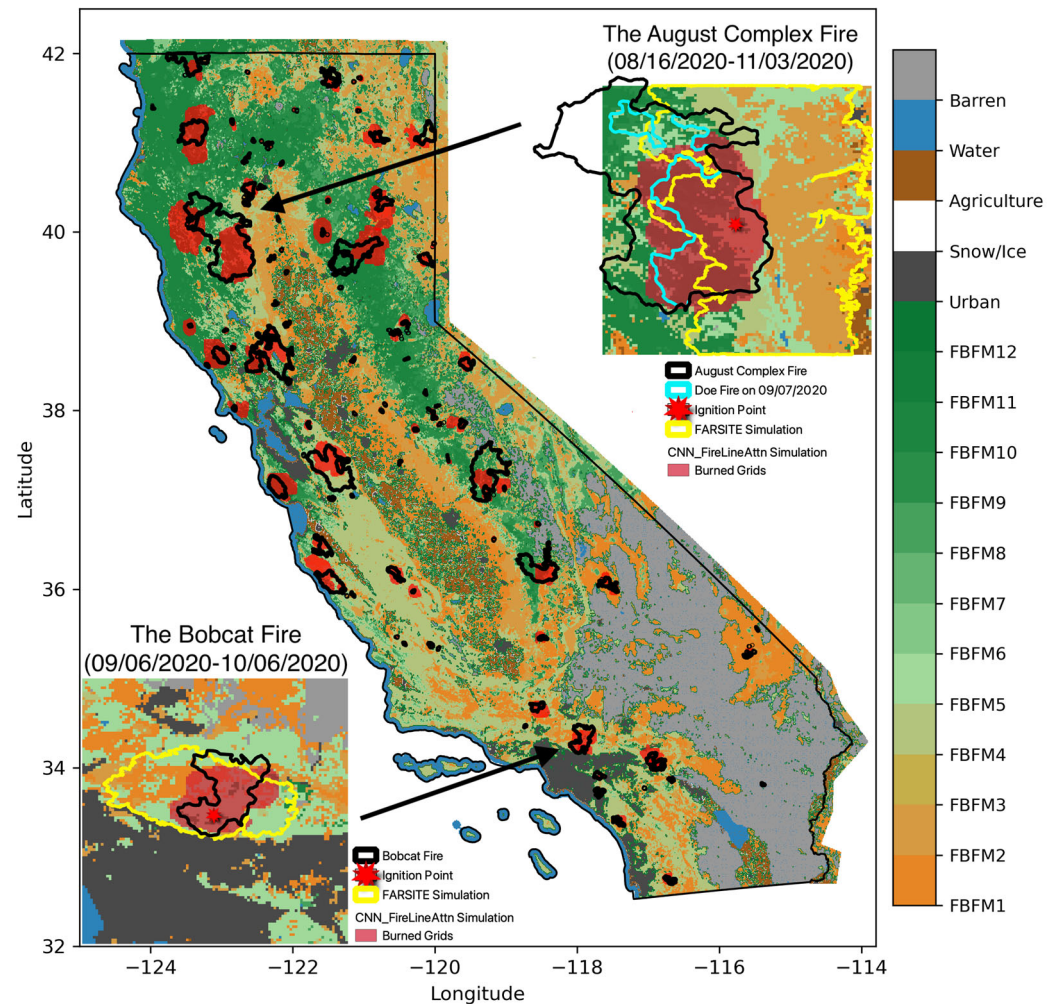 The August Complex Fire
(08/16/2020-11/03/2020)
August Complex Fire
Doe Fire on 09/07/2020
Ignition Point
FARSITE Simulation
CNN_FireLineAttn Simulation
Burned Grids
The Bobcat Fire
(09/06/2020-10/06/2020)
Bobcat Fire
Ignition Point
FARSITE Simulation
CNN_FireLineAttn Simulation
Burned Grids
42
40
38
36
34
32
Latitude
−124
−122
−120
−118
−116
−114
Longitude
Barren
Water
Agriculture
Snow/Ice
Urban
FBFM12
FBFM11
FBFM10
FBFM9
FBFM8
FBFM7
FBFM6
FBFM5
FBFM4
FBFM3
FBFM2
FBFM1